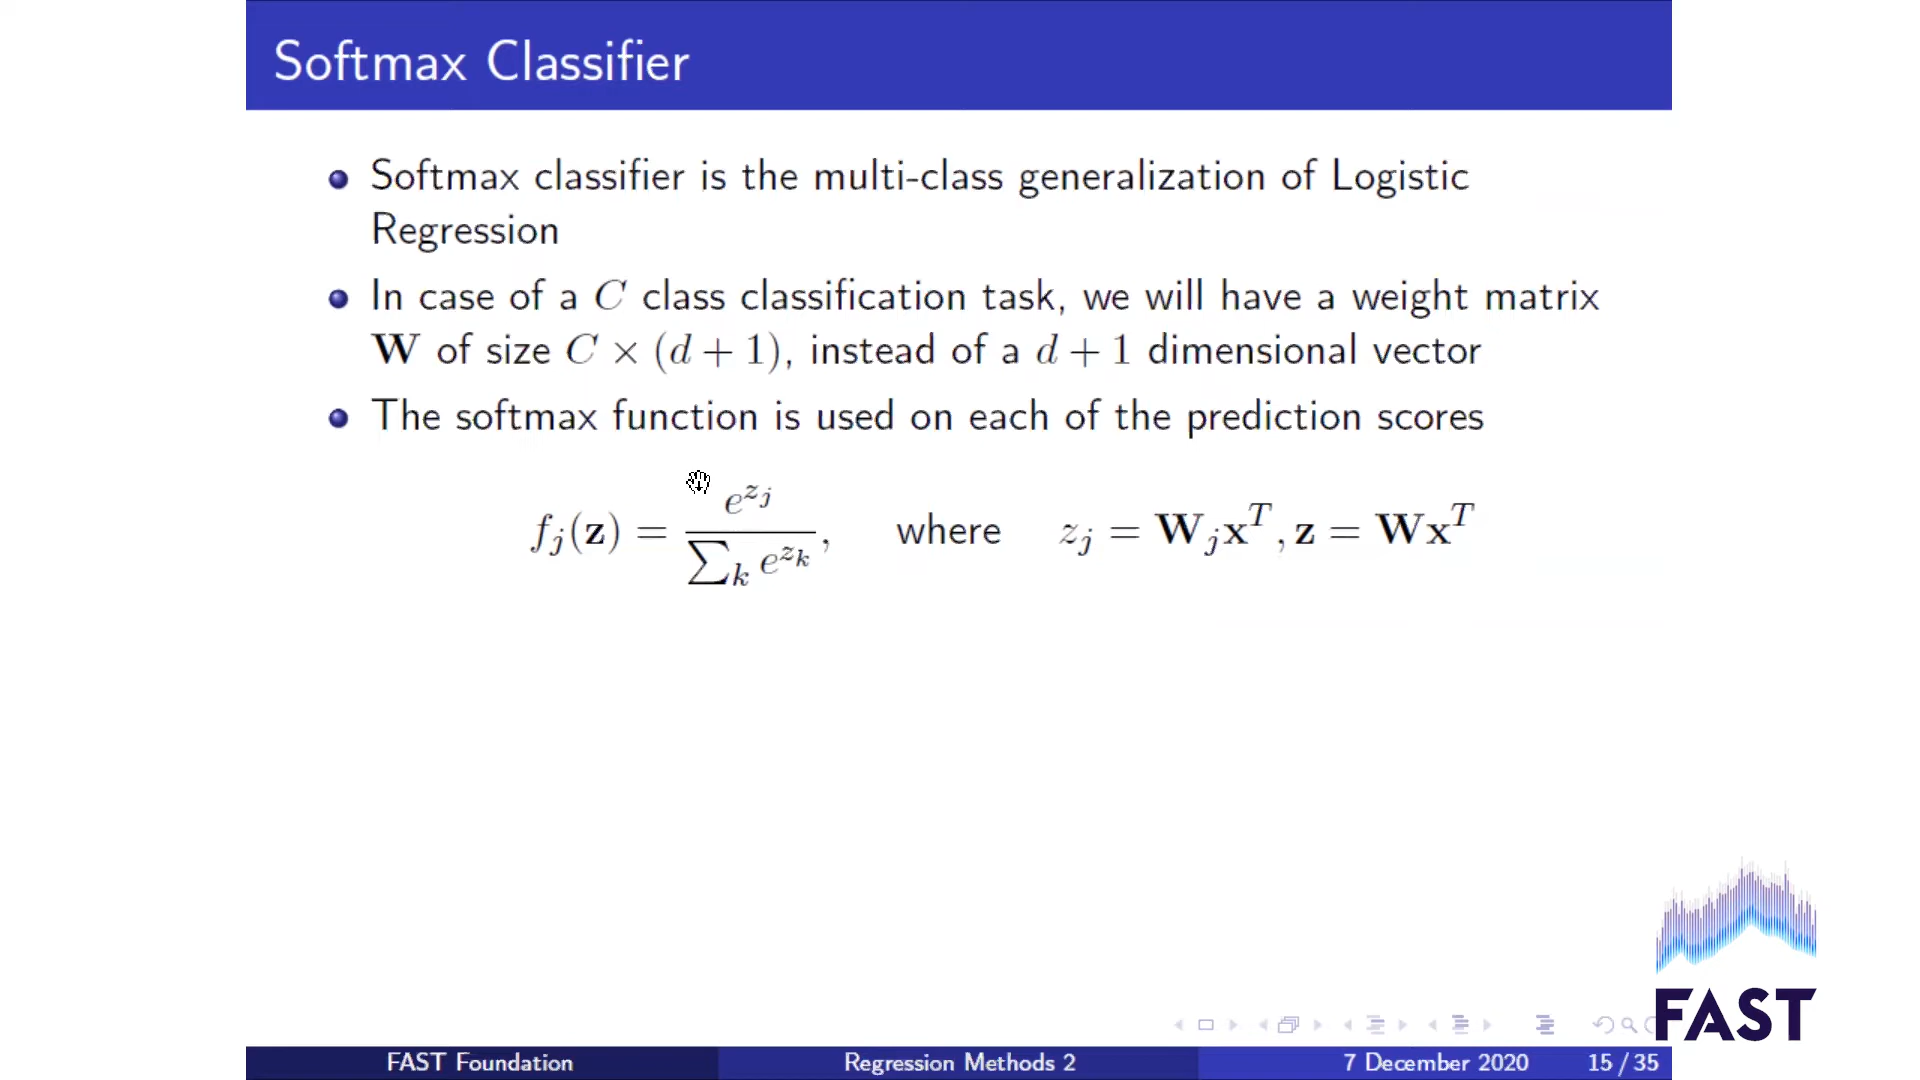 Softmax Classifier
Softmax classifier is the multi-class generalization of Logistic
Regression
In case of a C class classification task, we will have a weight matrix
W of size C × (d + 1), instead of a d + 1 dimensional vector
The softmax function is used on each of the prediction scores
f_j(z) = e^{z_j} / ∑_k e^{z_k}, where z_j = W_j x^T, z = Wx^T
FAST
FAST Foundation Regression Methods 2 7 December 2020 15 / 35